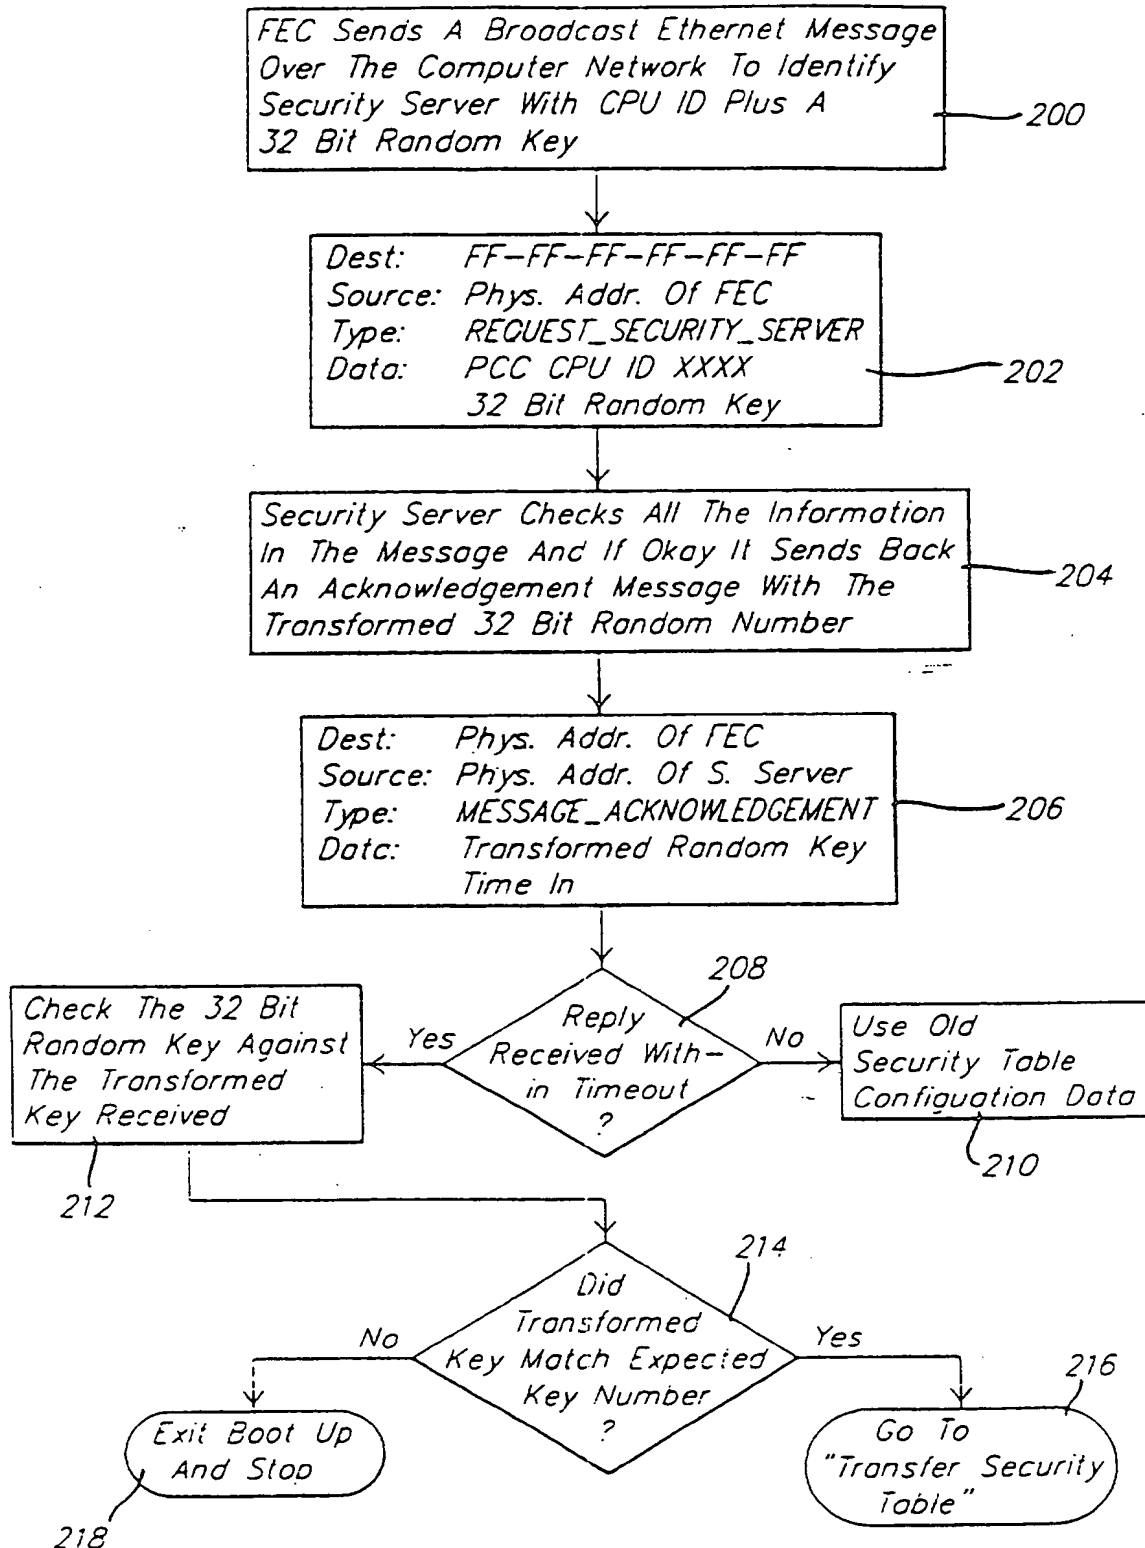 FEC Sends A Broadcast Ethernet Message
Over The Computer Network To Identify
Security Server With CPU ID Plus A
32 Bit Random Key
200
Dest: FF-FF-FF-FF-FF-FF
Source: Phys. Addr. Of FEC
Type: REQUEST_SECURITY_SERVER
Data: PCC CPU ID XXXX
32 Bit Random Key
202
Security Server Checks All The Information
In The Message And If Okay It Sends Back
An Acknowledgement Message With The
Transformed 32 Bit Random Number
204
Dest: Phys. Addr. Of FEC
Source: Phys. Addr. Of S. Server
Type: MESSAGE_ACKNOWLEDGEMENT
Data: Transformed Random Key
Time In
206
208
Reply
Received With-
in Timeout
?
Yes
No
Check The 32 Bit
Random Key Against
The Transformed
Key Received
212
Use Old
Security Table
Configuation Data
210
214
Did
Transformed
Key Match Expected
Key Number
?
No
Yes
Exit Boot Up
And Stop
218
216
Go To
"Transfer Security
Table"